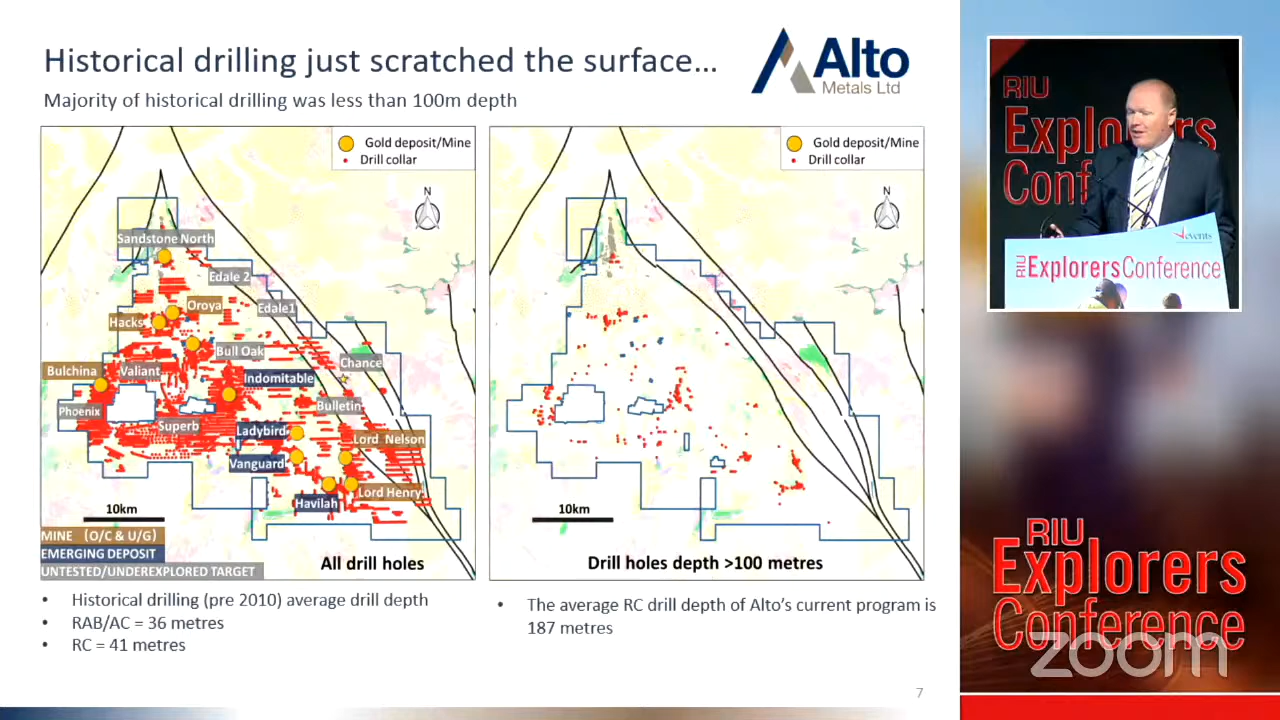 Historical drilling just scratched the surface...
Majority of historical drilling was less than 100m depth
Alto
Metals Ltd
Gold deposit/Mine
Drill collar
N
Sandstone North
Edale 2
Oroya
Edale1
Hacks
Bull Oak
Chance
Bulchina
Valiant
Indomitable
Phoenix
Bulletin
Superb
Ladybird
Lord Nelson
Vanguard
Havilah
Lord Henry
10km
MINE (O/C & U/G)
EMERGING DEPOSIT
UNTESTED/UNDEREXPLORED TARGET
All drill holes
Gold deposit/Mine
Drill collar
N
10km
Drill holes depth >100 metres
• Historical drilling (pre 2010) average drill depth
• RAB/AC = 36 metres
• RC = 41 metres
• The average RC drill depth of Alto's current program is
187 metres
7
RIU
Explorers
Conf
events
RIU ExplorersConference
RIU
Explorers
Conference
zoom